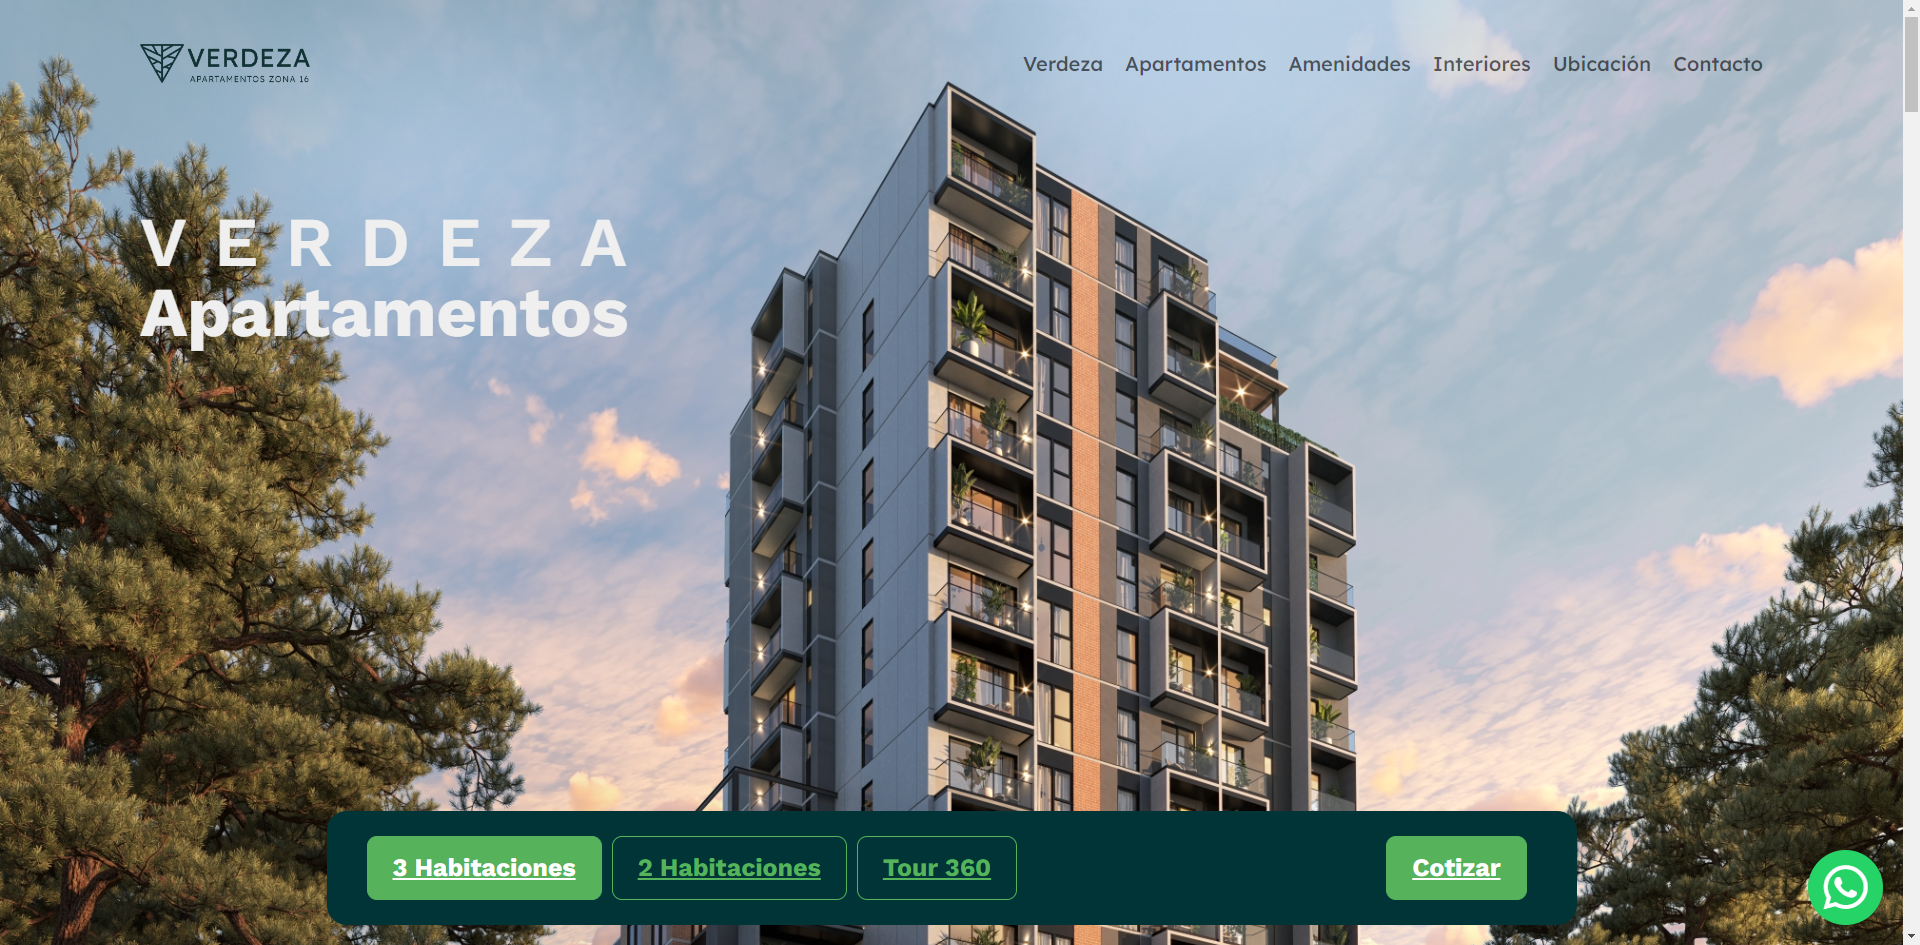 VERDEZA
APARTAMENTOS ZONA 16
Verdeza Apartamentos Amenidades Interiores Ubicación Contacto
VERDEZA
Apartamentos
3 Habitaciones 2 Habitaciones Tour 360 Cotizar